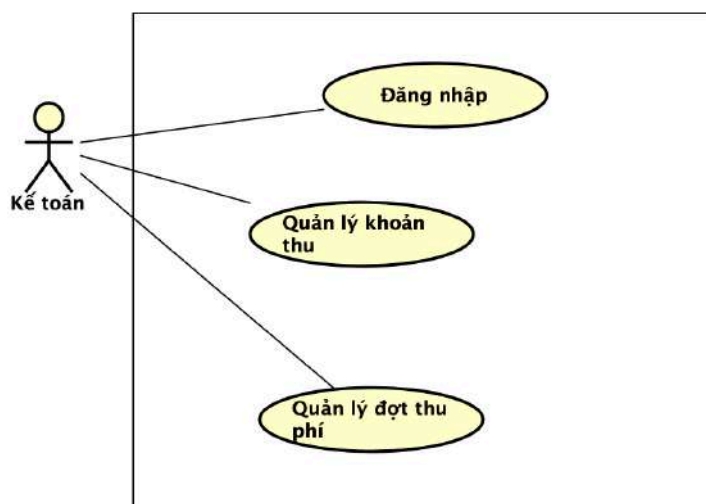 Đăng nhập
Kế toán
Quản lý khoản
thu
Quản lý đợt thu
phí